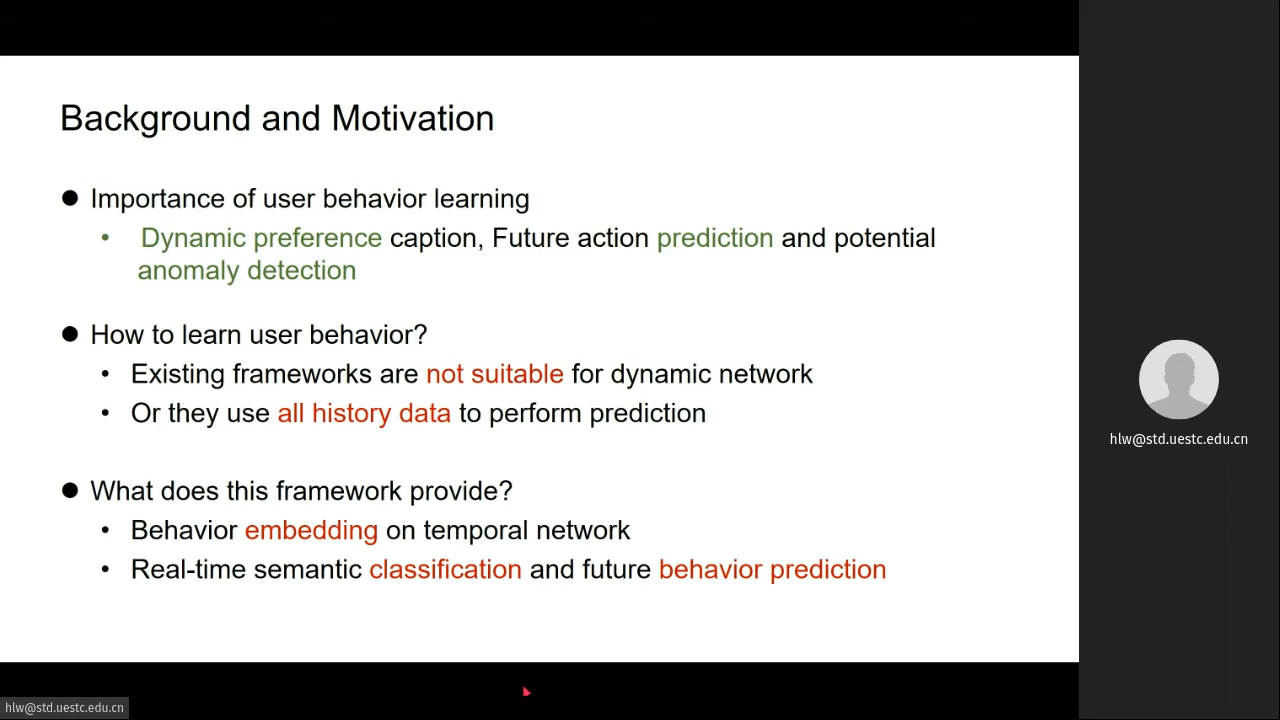 Background and Motivation
● Importance of user behavior learning
• Dynamic preference caption, Future action prediction and potential
anomaly detection
● How to learn user behavior?
• Existing frameworks are not suitable for dynamic network
• Or they use all history data to perform prediction
● What does this framework provide?
• Behavior embedding on temporal network
• Real-time semantic classification and future behavior prediction
hlw@std.uestc.edu.cn
hlw@std.uestc.edu.cn